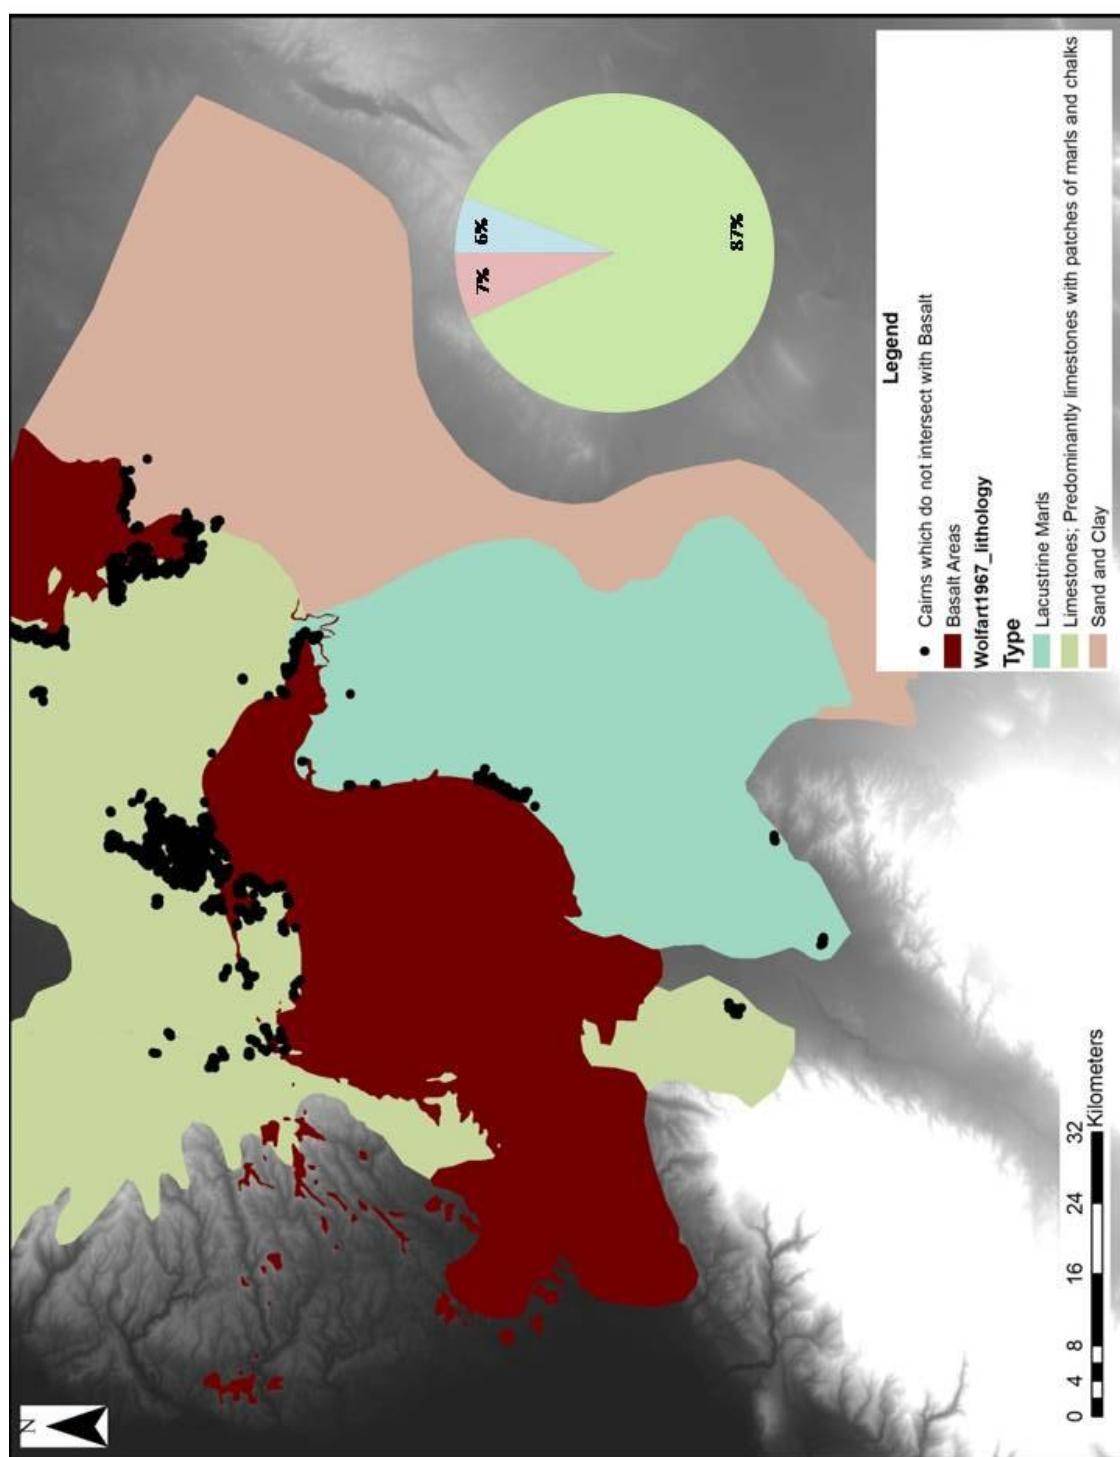 N
7%
6%
87%
Legend
Cairns which do not intersect with Basalt
Basalt Areas
Wolfart1967_lithology
Type
Lacustrine Marls
Limestones; Predominantly limestones with patches of marls and chalks
Sand and Clay
0 4 8 16 24 32
Kilometers